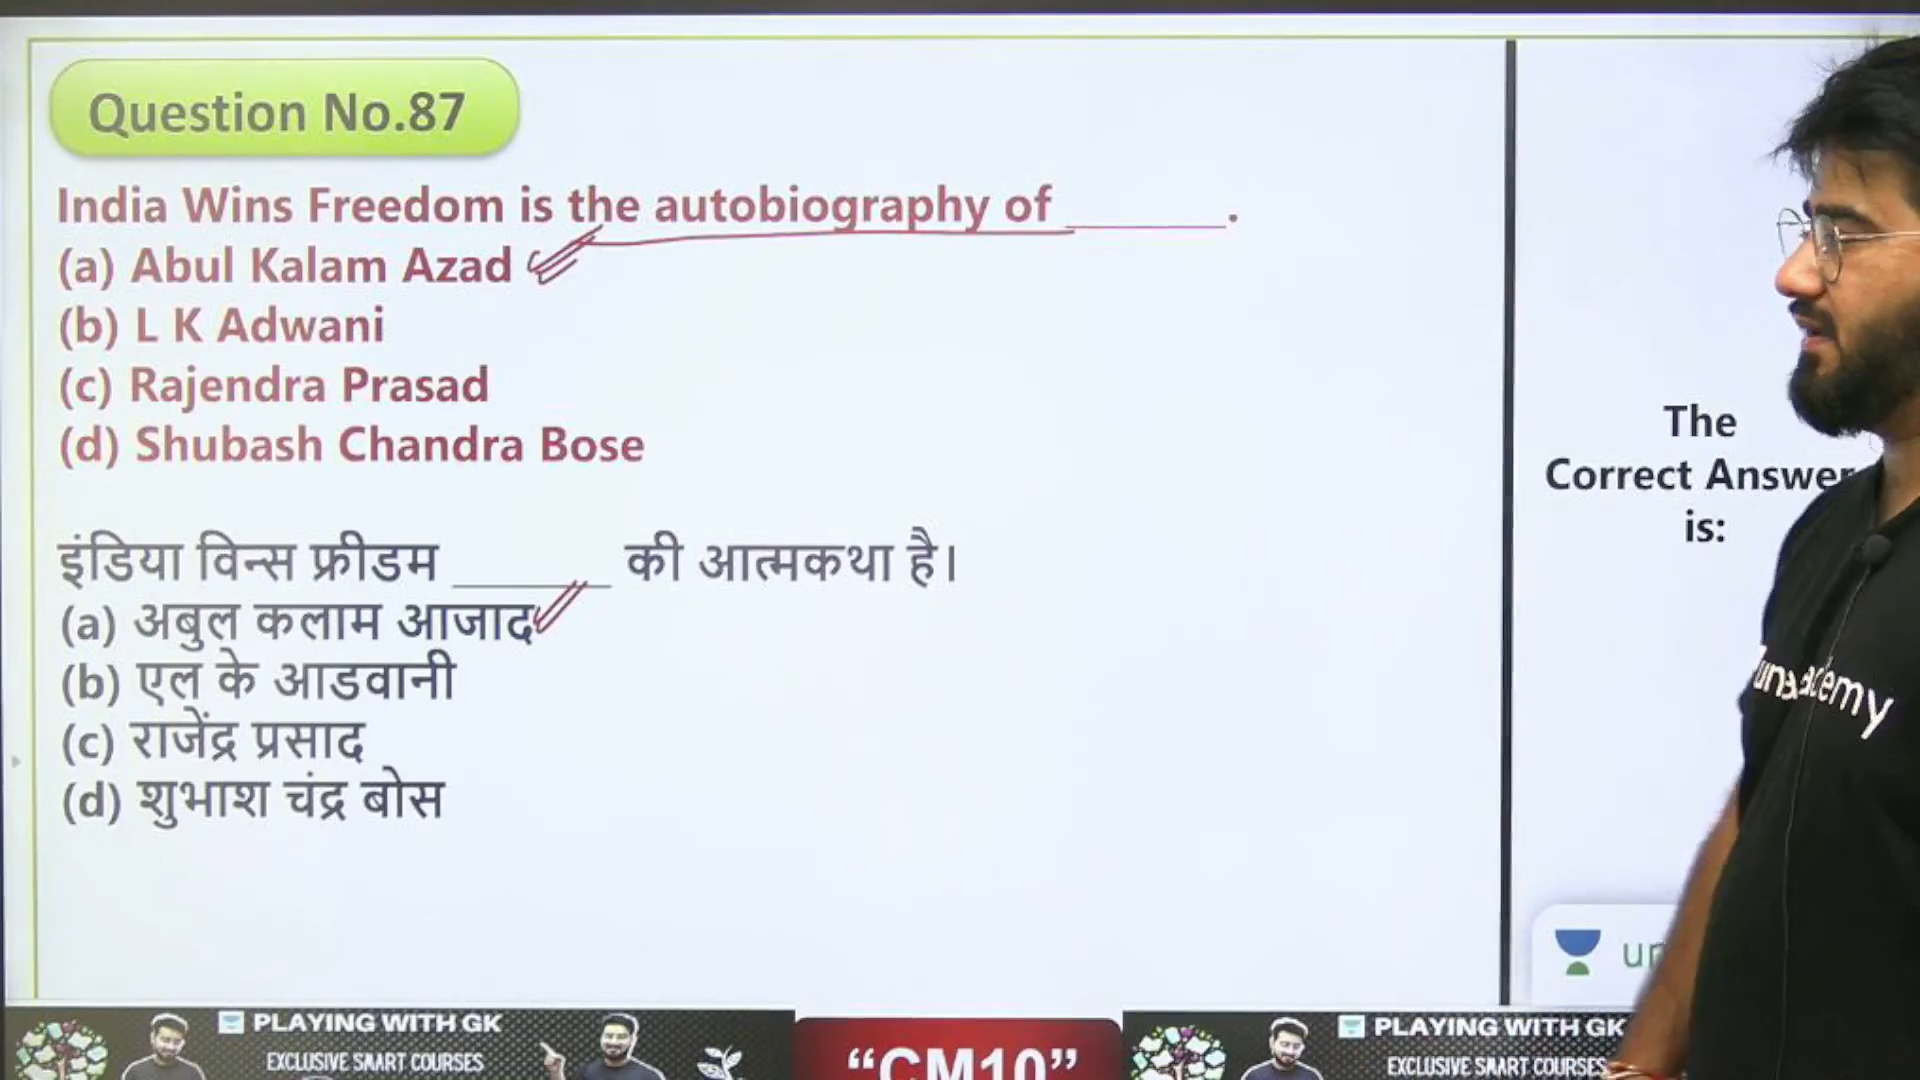 Question No.87
India Wins Freedom is the autobiography of ______.
(a) Abul Kalam Azad
(b) L K Adwani
(c) Rajendra Prasad
(d) Shubash Chandra Bose
इंडिया विन्स फ्रीडम ______ की आत्मकथा है।
(a) अबुल कलाम आजाद
(b) एल के आडवानी
(c) राजेंद्र प्रसाद
(d) शुभाश चंद्र बोस
The
Correct Answer
is:
unacademy
un
PLAYING WITH GK
EXCLUSIVE SMART COURSES
“CM10”
PLAYING WITH GK
EXCLUSIVE SMART COURSES